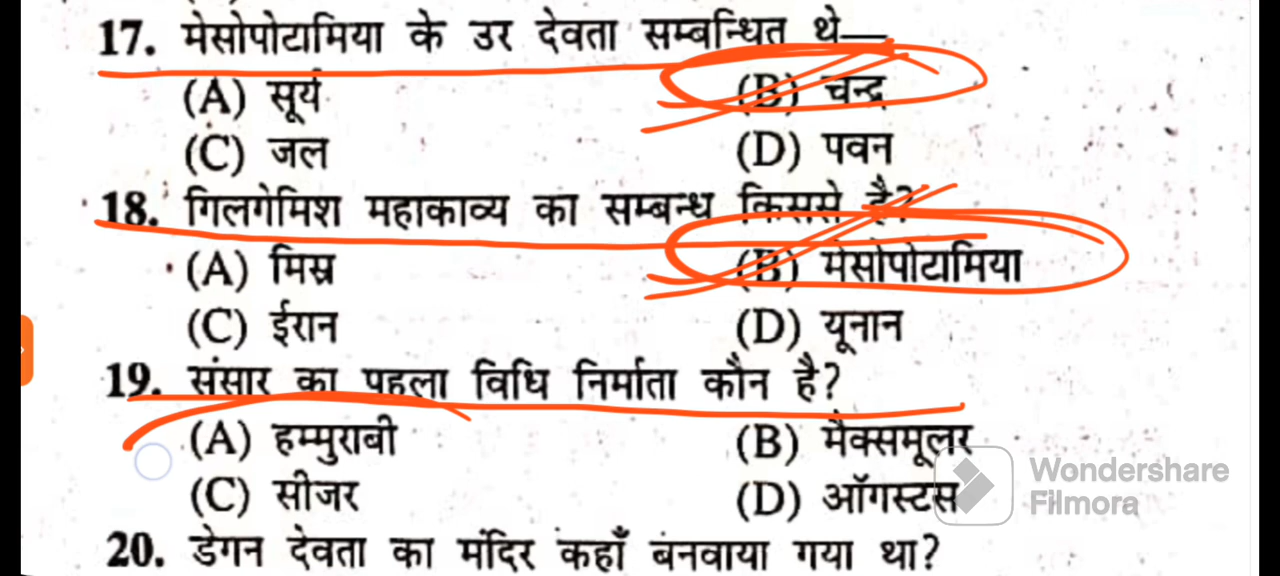 17. मेसोपोटामिया के उर देवता सम्बन्धित थे—
(A) सूर्य (B) चन्द्र
(C) जल (D) पवन
18. गिलगेमिश महाकाव्य का सम्बन्ध किससे है?
(A) मिस्र (B) मेसोपोटामिया
(C) ईरान (D) यूनान
19. संसार का पहला विधि निर्माता कौन है?
(A) हम्मुराबी (B) मैक्समूलर
(C) सीजर (D) ऑगस्टस
Wondershare
Filmora
20. डेगन देवता का मंदिर कहाँ बनवाया गया था?